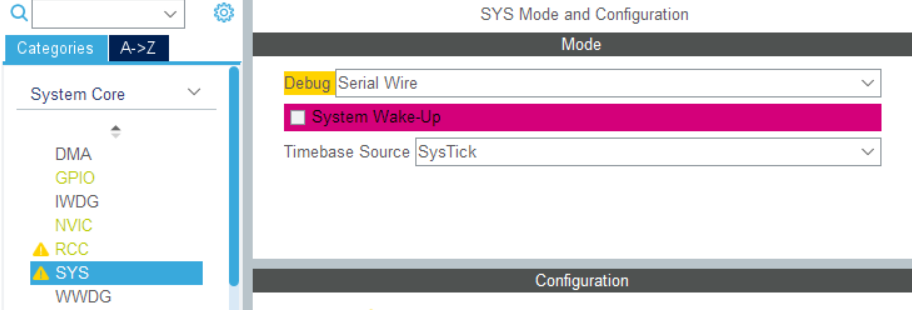 SYS Mode and Configuration
Categories A->Z
Mode
System Core
Debug Serial Wire
System Wake-Up
Timebase Source SysTick
DMA
GPIO
IWDG
NVIC
RCC
SYS
WWDG
Configuration